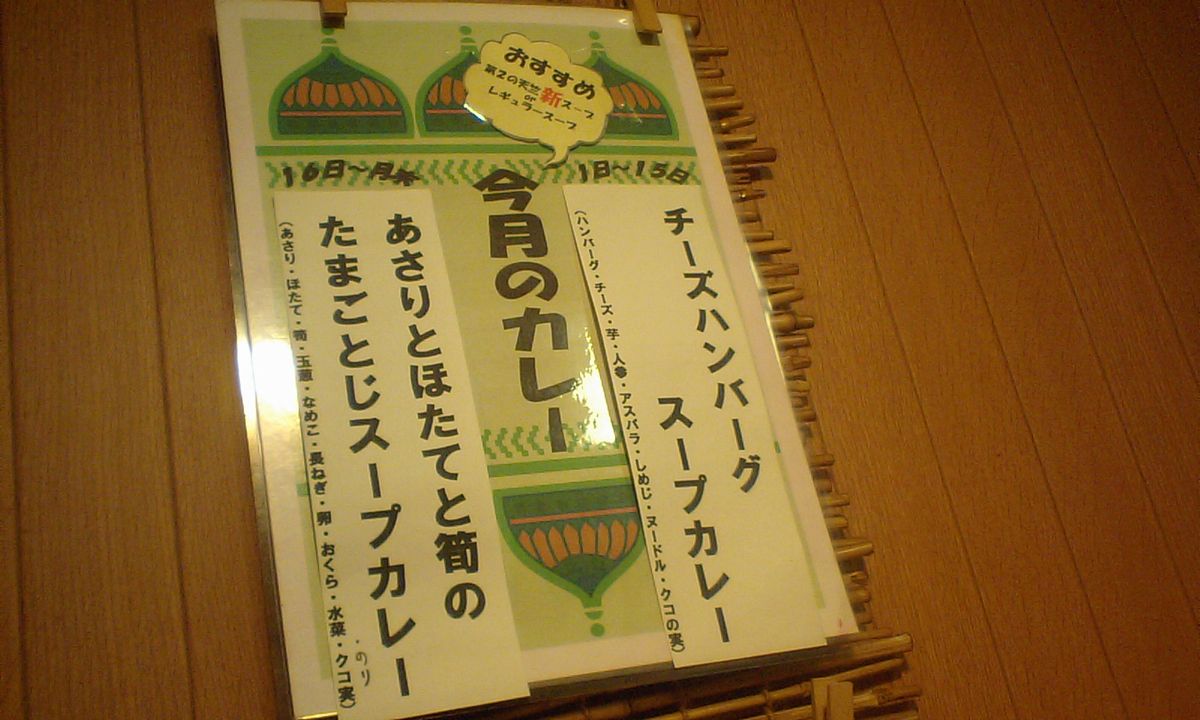 おすすめ
第2の天竺新スープ
or
レギュラースープ
1日〜15日
16日〜月末
今月のカレー
チーズハンバーグ
スープカレー
(ハンバーグ・チーズ・芋・人参・アスパラ・しめじ・ヌードル・クコの実)
あさりとほたてと筍の
たまことじスープカレー
(あさり・ほたて・筍・玉葱・なめこ・長ねぎ・卵・おくら・水菜・クコ実)
・のり